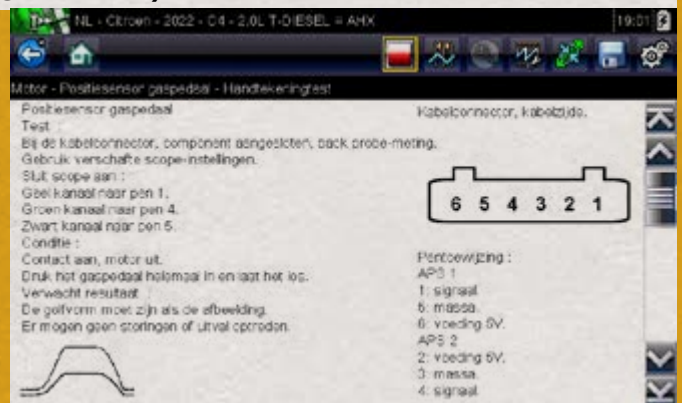 NL - Citroen - 2022 - C4 - 2,0L T-DIESEL = AHX
19:01
Motor - Positiesensor gaspedaal - Handtekeningtest
Positiesensor gaspedaal
Test :
Bij de kabelconnector, component aangesloten, back probe-meting.
Gebruik verschafte scope-instellingen.
Sluit scope aan :
Geel kanaal naar pen 1.
Groen kanaal naar pen 4.
Zwart kanaal naar pen 5.
Conditie :
Contact aan, motor uit.
Druk het gaspedaal helemaal in en laat het los.
Verwacht resultaat :
De golfvorm moet zijn als de afbeelding.
Er mogen geen storingen of uitval optreden.
Kabelconnector, kabelzijde.
6 5 4 3 2 1
Pentoewijzing :
APS 1
1: signaal.
5: massa.
6: voeding 5V.
APS 2
2: voeding 5V.
3: massa.
4: signaal.